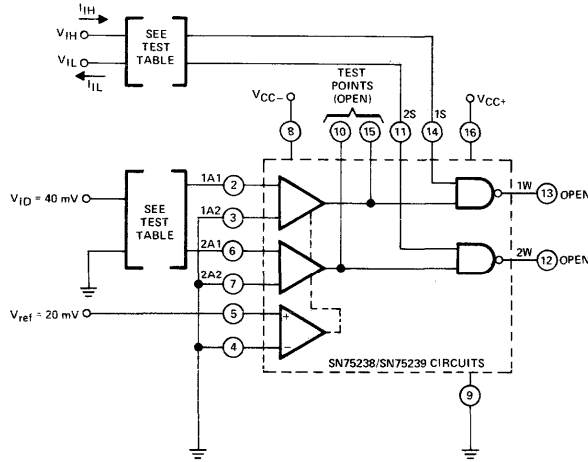 I_IH
V_IH
V_IL
I_IL
SEE
TEST
TABLE
TEST
POINTS
(OPEN)
V_CC−
2S
1S
V_CC+
8
10
15
11
14
16
1A1
2
1W
13
OPEN
V_ID = 40 mV
SEE
TEST
TABLE
1A2
3
2A1
6
2W
12
OPEN
2A2
7
V_ref = 20 mV
5
+
4
−
SN75238/SN75239 CIRCUITS
9